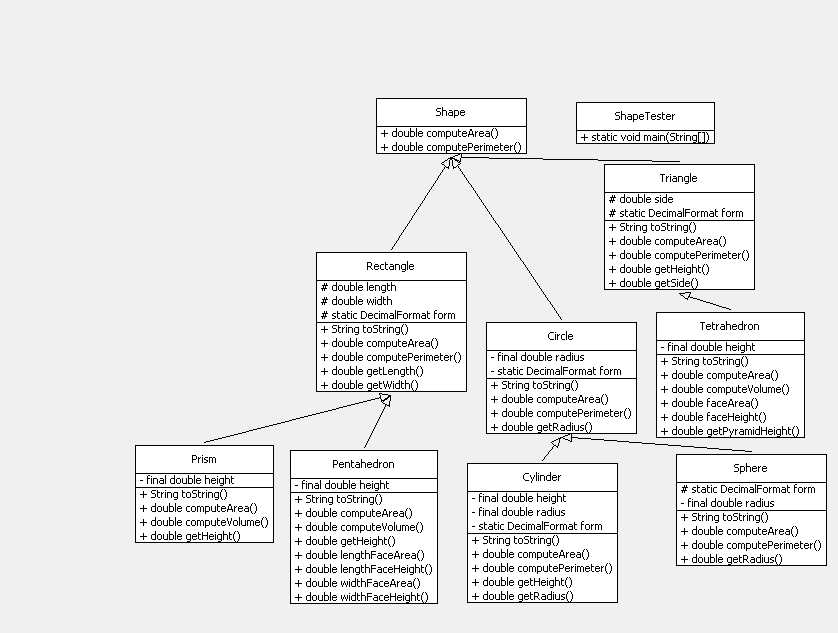 Shape
+ double computeArea()
+ double computePerimeter()
ShapeTester
+ static void main(String[])
Triangle
# double side
# static DecimalFormat form
+ String toString()
+ double computeArea()
+ double computePerimeter()
+ double getHeight()
+ double getSide()
Rectangle
# double length
# double width
# static DecimalFormat form
+ String toString()
+ double computeArea()
+ double computePerimeter()
+ double getLength()
+ double getWidth()
Circle
- final double radius
- static DecimalFormat form
+ String toString()
+ double computeArea()
+ double computePerimeter()
+ double getRadius()
Tetrahedron
- final double height
+ String toString()
+ double computeArea()
+ double computeVolume()
+ double faceArea()
+ double faceHeight()
+ double getPyramidHeight()
Prism
- final double height
+ String toString()
+ double computeArea()
+ double computeVolume()
+ double getHeight()
Pentahedron
- final double height
+ String toString()
+ double computeArea()
+ double computeVolume()
+ double getHeight()
+ double lengthFaceArea()
+ double lengthFaceHeight()
+ double widthFaceArea()
+ double widthFaceHeight()
Cylinder
- final double height
- final double radius
- static DecimalFormat form
+ String toString()
+ double computeArea()
+ double computePerimeter()
+ double getHeight()
+ double getRadius()
Sphere
# static DecimalFormat form
- final double radius
+ String toString()
+ double computeArea()
+ double computePerimeter()
+ double getRadius()